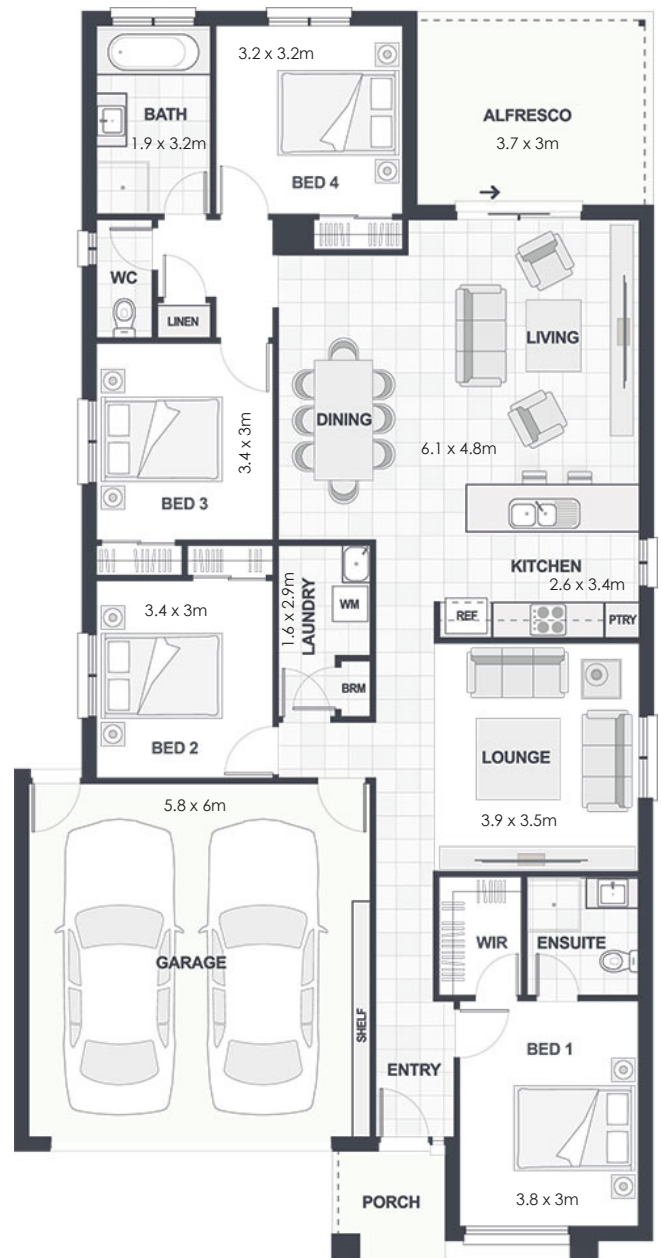 3.2 x 3.2m
BATH
1.9 x 3.2m
BED 4
ALFRESCO
3.7 x 3m
WC
LINEN
LIVING
DINING
3.4 x 3m
6.1 x 4.8m
BED 3
KITCHEN
2.6 x 3.4m
3.4 x 3m
1.6 x 2.9m
LAUNDRY
WM
REF
PTRY
BRM
BED 2
LOUNGE
3.9 x 3.5m
5.8 x 6m
WIR
ENSUITE
GARAGE
SHELF
ENTRY
BED 1
3.8 x 3m
PORCH